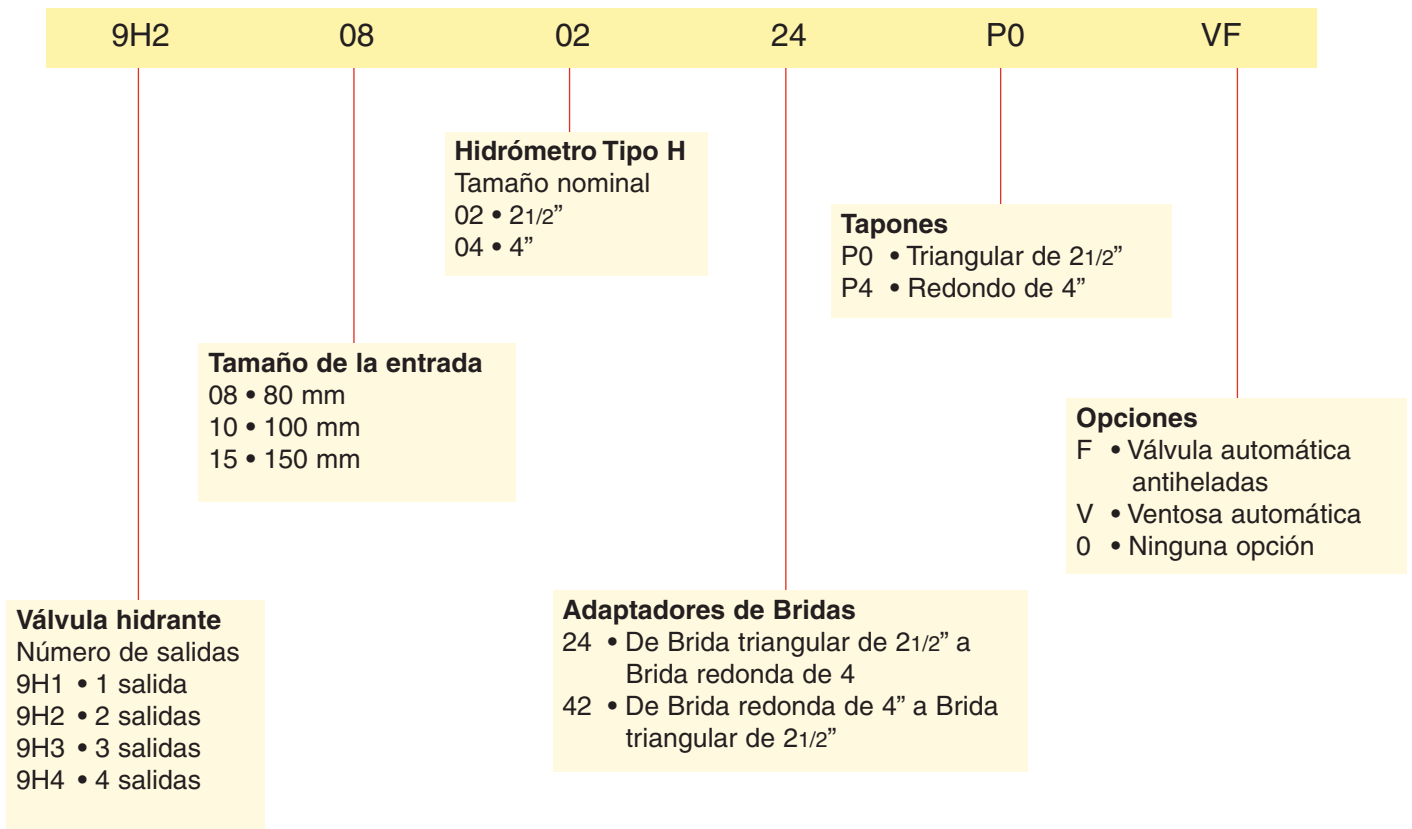 9H2 08 02 24 P0 VF
Hidrómetro Tipo H
Tamaño nominal
02 • 21/2”
04 • 4”
Tapones
P0 • Triangular de 21/2”
P4 • Redondo de 4”
Tamaño de la entrada
08 • 80 mm
10 • 100 mm
15 • 150 mm
Opciones
F • Válvula automática
antiheladas
V • Ventosa automática
0 • Ninguna opción
Válvula hidrante
Número de salidas
9H1 • 1 salida
9H2 • 2 salidas
9H3 • 3 salidas
9H4 • 4 salidas
Adaptadores de Bridas
24 • De Brida triangular de 21/2” a
Brida redonda de 4
42 • De Brida redonda de 4” a Brida
triangular de 21/2”